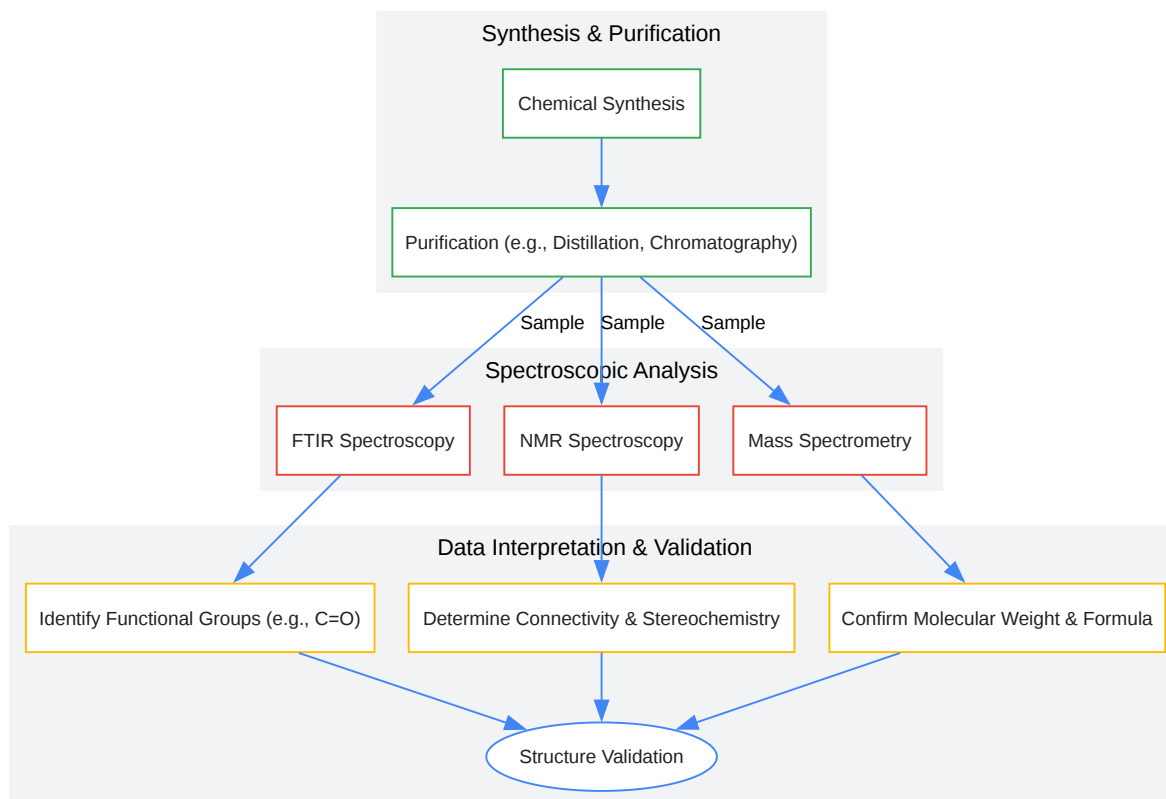 Synthesis & Purification
Chemical Synthesis
Purification (e.g., Distillation, Chromatography)
Sample
Sample
Sample
Spectroscopic Analysis
FTIR Spectroscopy
NMR Spectroscopy
Mass Spectrometry
Data Interpretation & Validation
Identify Functional Groups (e.g., C=O)
Determine Connectivity & Stereochemistry
Confirm Molecular Weight & Formula
Structure Validation